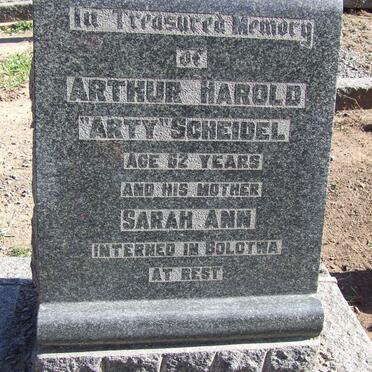 In Treasured Memory
of
ARTHUR HAROLD
"ARTY" SCHEIDEL
AGE 62 YEARS
AND HIS MOTHER
SARAH ANN
INTERNED IN BOLOTWA
AT REST